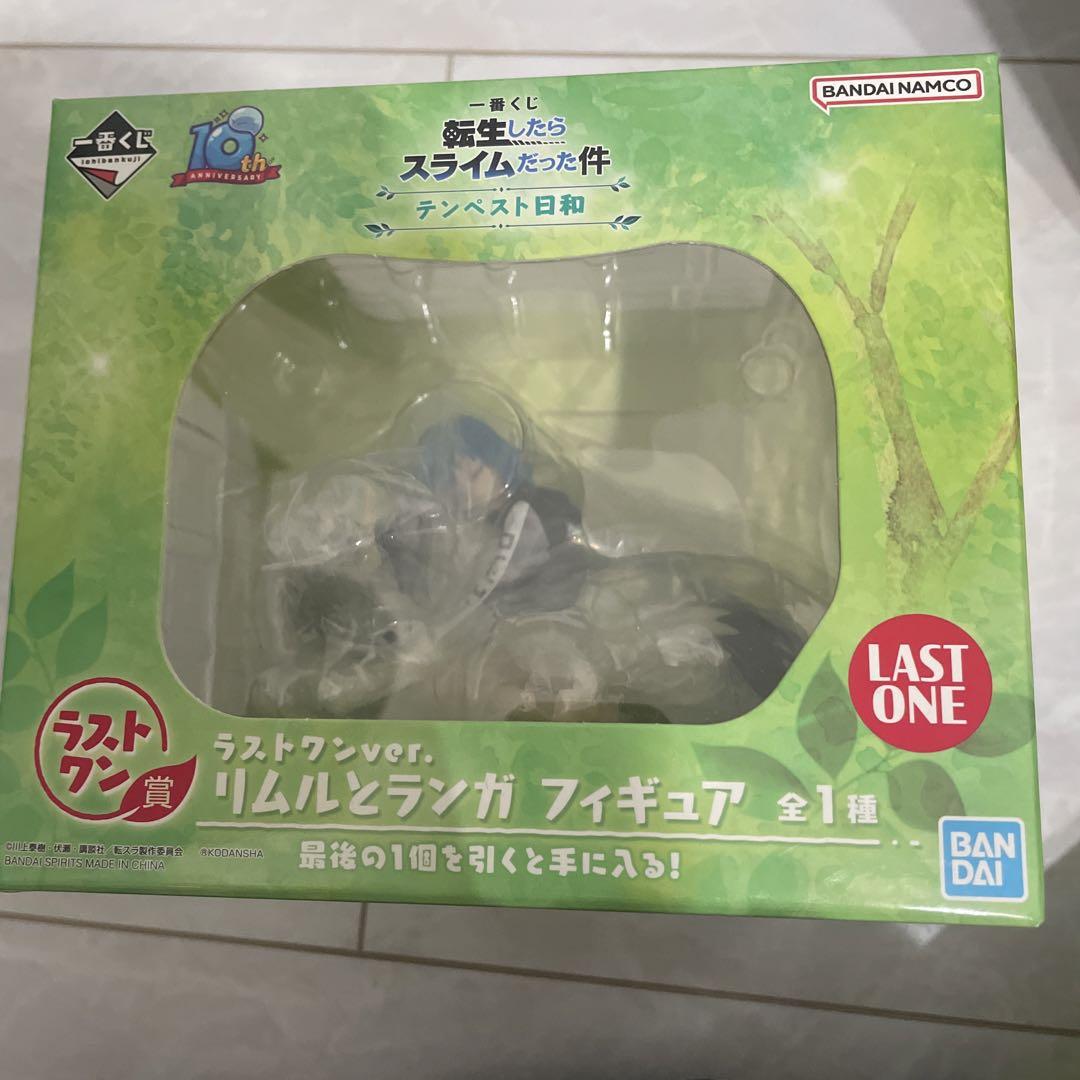 一番くじ
ichibankuji
10th
ANNIVERSARY
一番くじ
転生したら
スライムだった件
テンペスト日和
BANDAI NAMCO
LAST
ONE
ラスト
ワン
賞
ラストワンver.
リムルとランガ フィギュア 全1種
最後の1個を引くと手に入る!
©川上泰樹・伏瀬・講談社/転スラ製作委員会 ®KODANSHA
BANDAI SPIRITS MADE IN CHINA
BAN
DAI